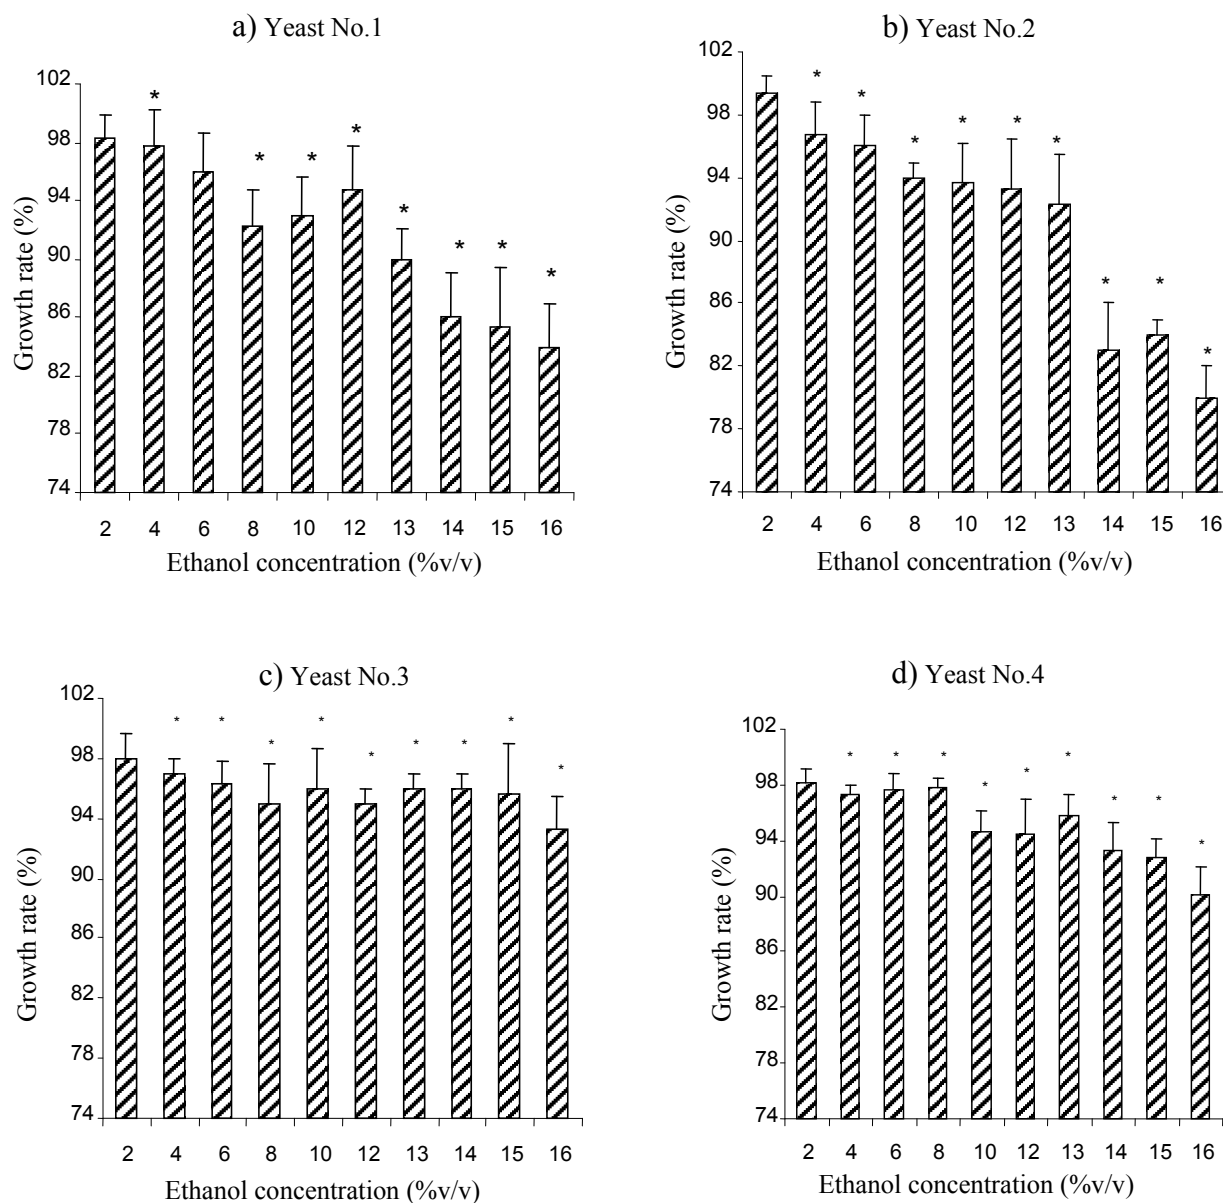 a) Yeast No.1
Growth rate (%)
102
98
94
90
86
82
78
74
* * * * * * * *
2 4 6 8 10 12 13 14 15 16
Ethanol concentration (%v/v)
b) Yeast No.2
Growth rate (%)
102
98
94
90
86
82
78
74
* * * * * * * * *
2 4 6 8 10 12 13 14 15 16
Ethanol concentration (%v/v)
c) Yeast No.3
Growth rate (%)
102
98
94
90
86
82
78
74
* * * * * * * * *
2 4 6 8 10 12 13 14 15 16
Ethanol concentration (%v/v)
d) Yeast No.4
Growth rate (%)
102
98
94
90
86
82
78
74
* * * * * * * * *
2 4 6 8 10 12 13 14 15 16
Ethanol concentration (%v/v)